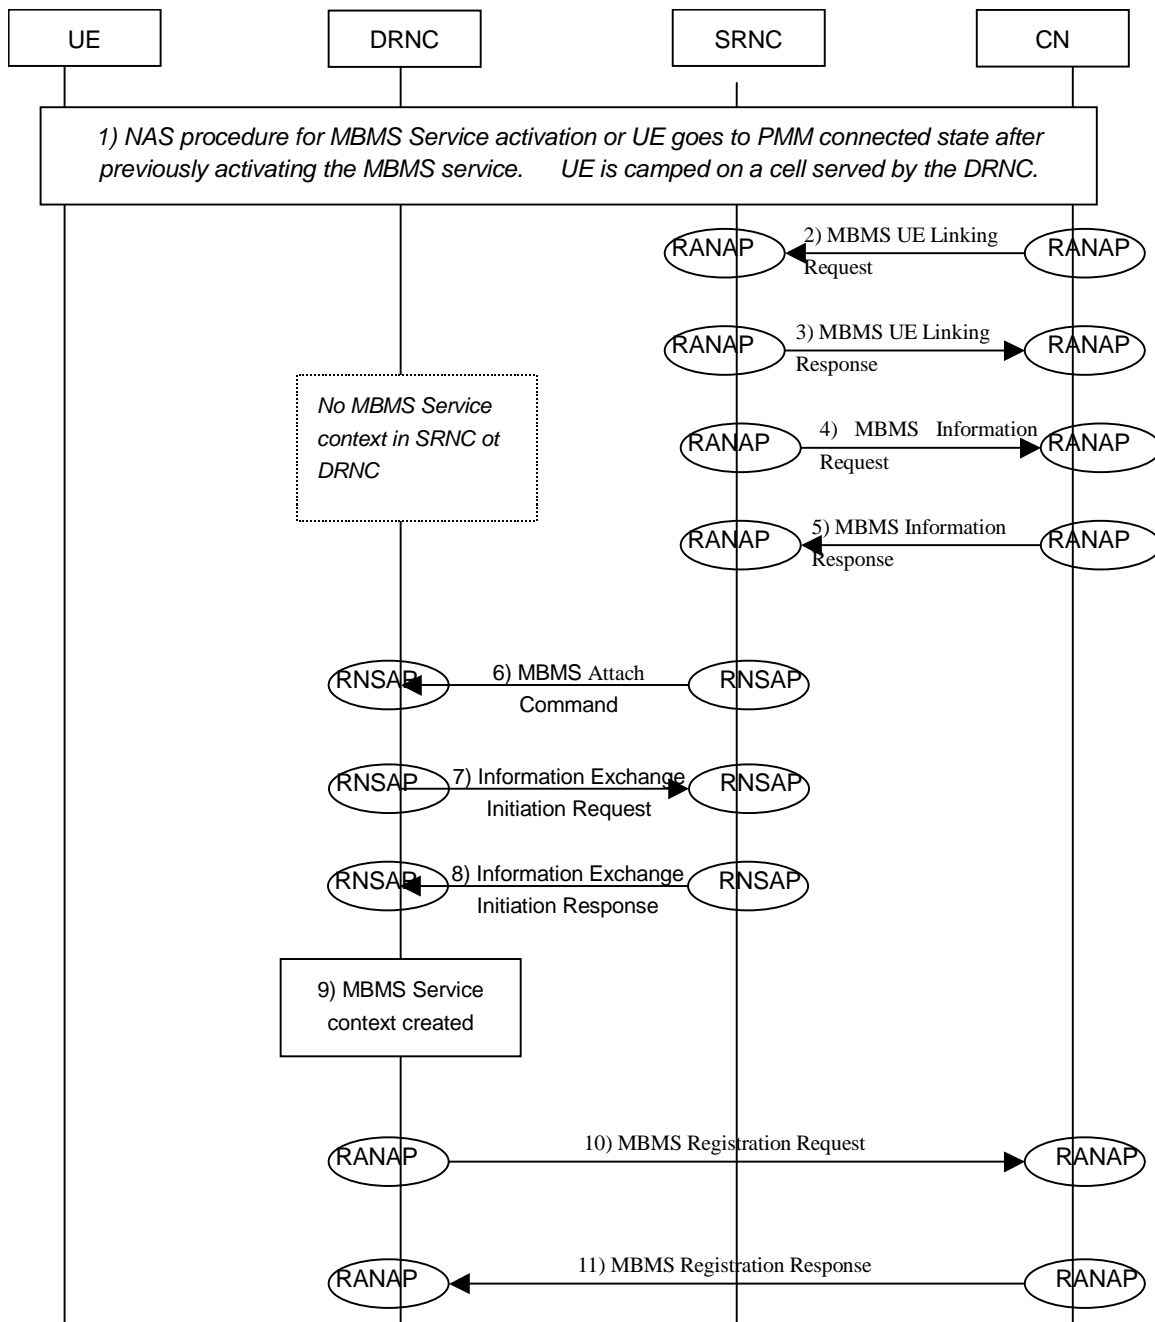 UE
DRNC
SRNC
CN
1) NAS procedure for MBMS Service activation or UE goes to PMM connected state after
previously activating the MBMS service. UE is camped on a cell served by the DRNC.
RANAP
2) MBMS UE Linking
Request
RANAP
RANAP
3) MBMS UE Linking
Response
RANAP
No MBMS Service
context in SRNC ot
DRNC
RANAP
4) MBMS Information
Request
RANAP
RANAP
5) MBMS Information
Response
RANAP
RNSAP
6) MBMS Attach
Command
RNSAP
RNSAP
7) Information Exchange
Initiation Request
RNSAP
RNSAP
8) Information Exchange
Initiation Response
RNSAP
9) MBMS Service
context created
RANAP
10) MBMS Registration Request
RANAP
RANAP
11) MBMS Registration Response
RANAP